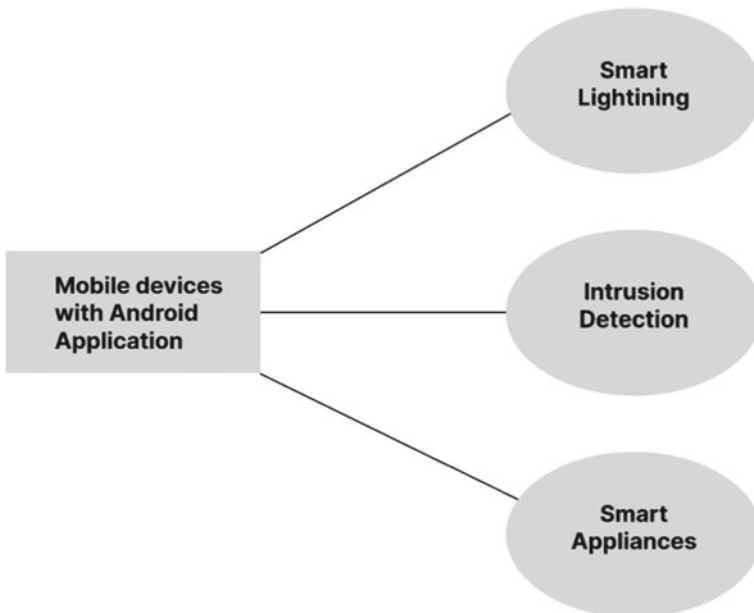 Smart
Lightining
Mobile devices
with Android
Application
Intrusion
Detection
Smart
Appliances